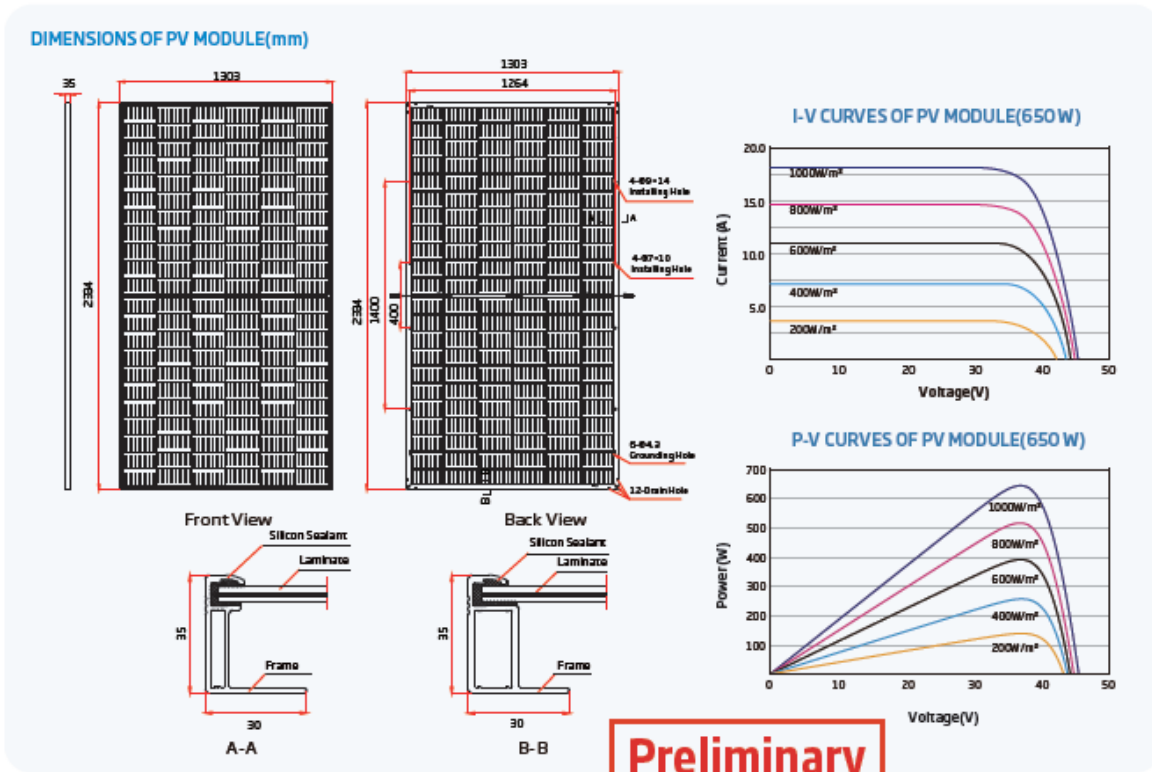 DIMENSIONS OF PV MODULE(mm)
35
1303
2384
Front View
1303
1264
2384
1400
400
4-Φ9×14
Installing Hole
A
4-Φ7×10
Installing Hole
Grounding Hole
12-Drain Hole
B
Back View
Silicon Sealant
Laminate
35
Frame
30
A-A
Silicon Sealant
Laminate
35
Frame
30
B-B
I-V CURVES OF PV MODULE(650W)
Current (A)
20.0
15.0
10.0
5.0
1000W/m²
800W/m²
600W/m²
400W/m²
200W/m²
0 10 20 30 40 50
Voltage(V)
P-V CURVES OF PV MODULE(650W)
Power (W)
700
600
500
400
300
200
100
1000W/m²
800W/m²
600W/m²
400W/m²
200W/m²
0 10 20 30 40 50
Voltage(V)
Preliminary